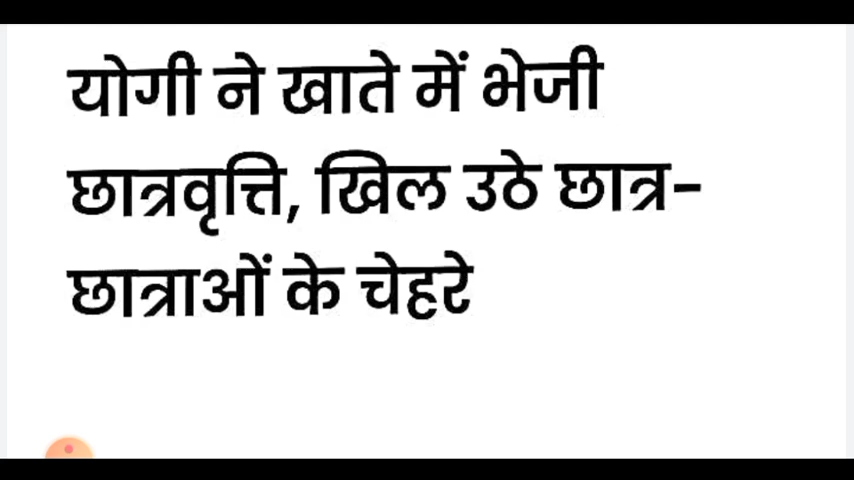 योगी ने खाते में भेजी
छात्रवृत्ति, खिल उठे छात्र-
छात्राओं के चेहरे